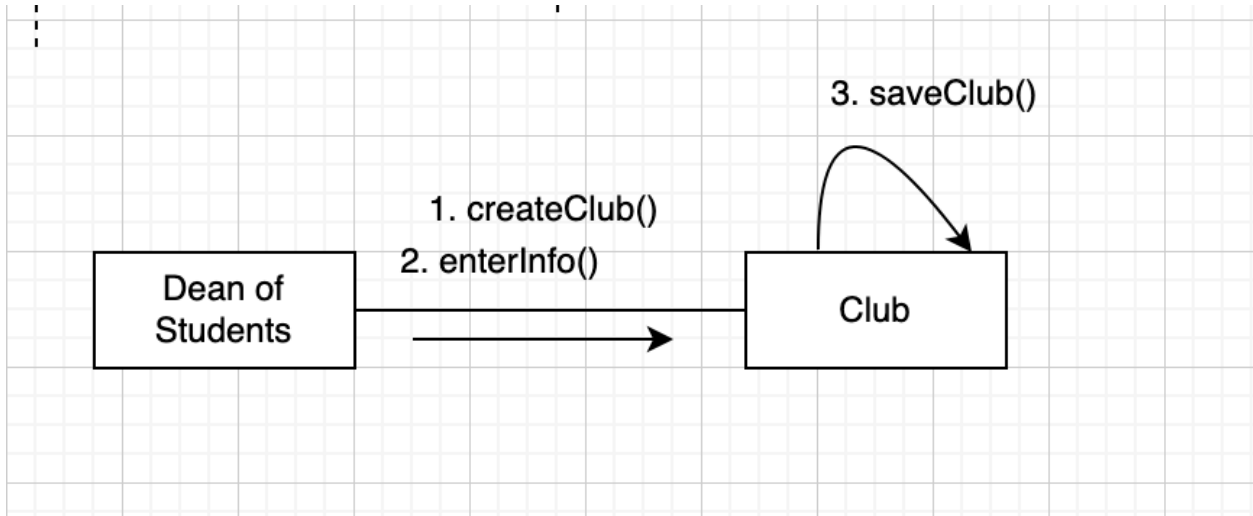 3. saveClub()
1. createClub()
2. enterInfo()
Dean of
Students
Club